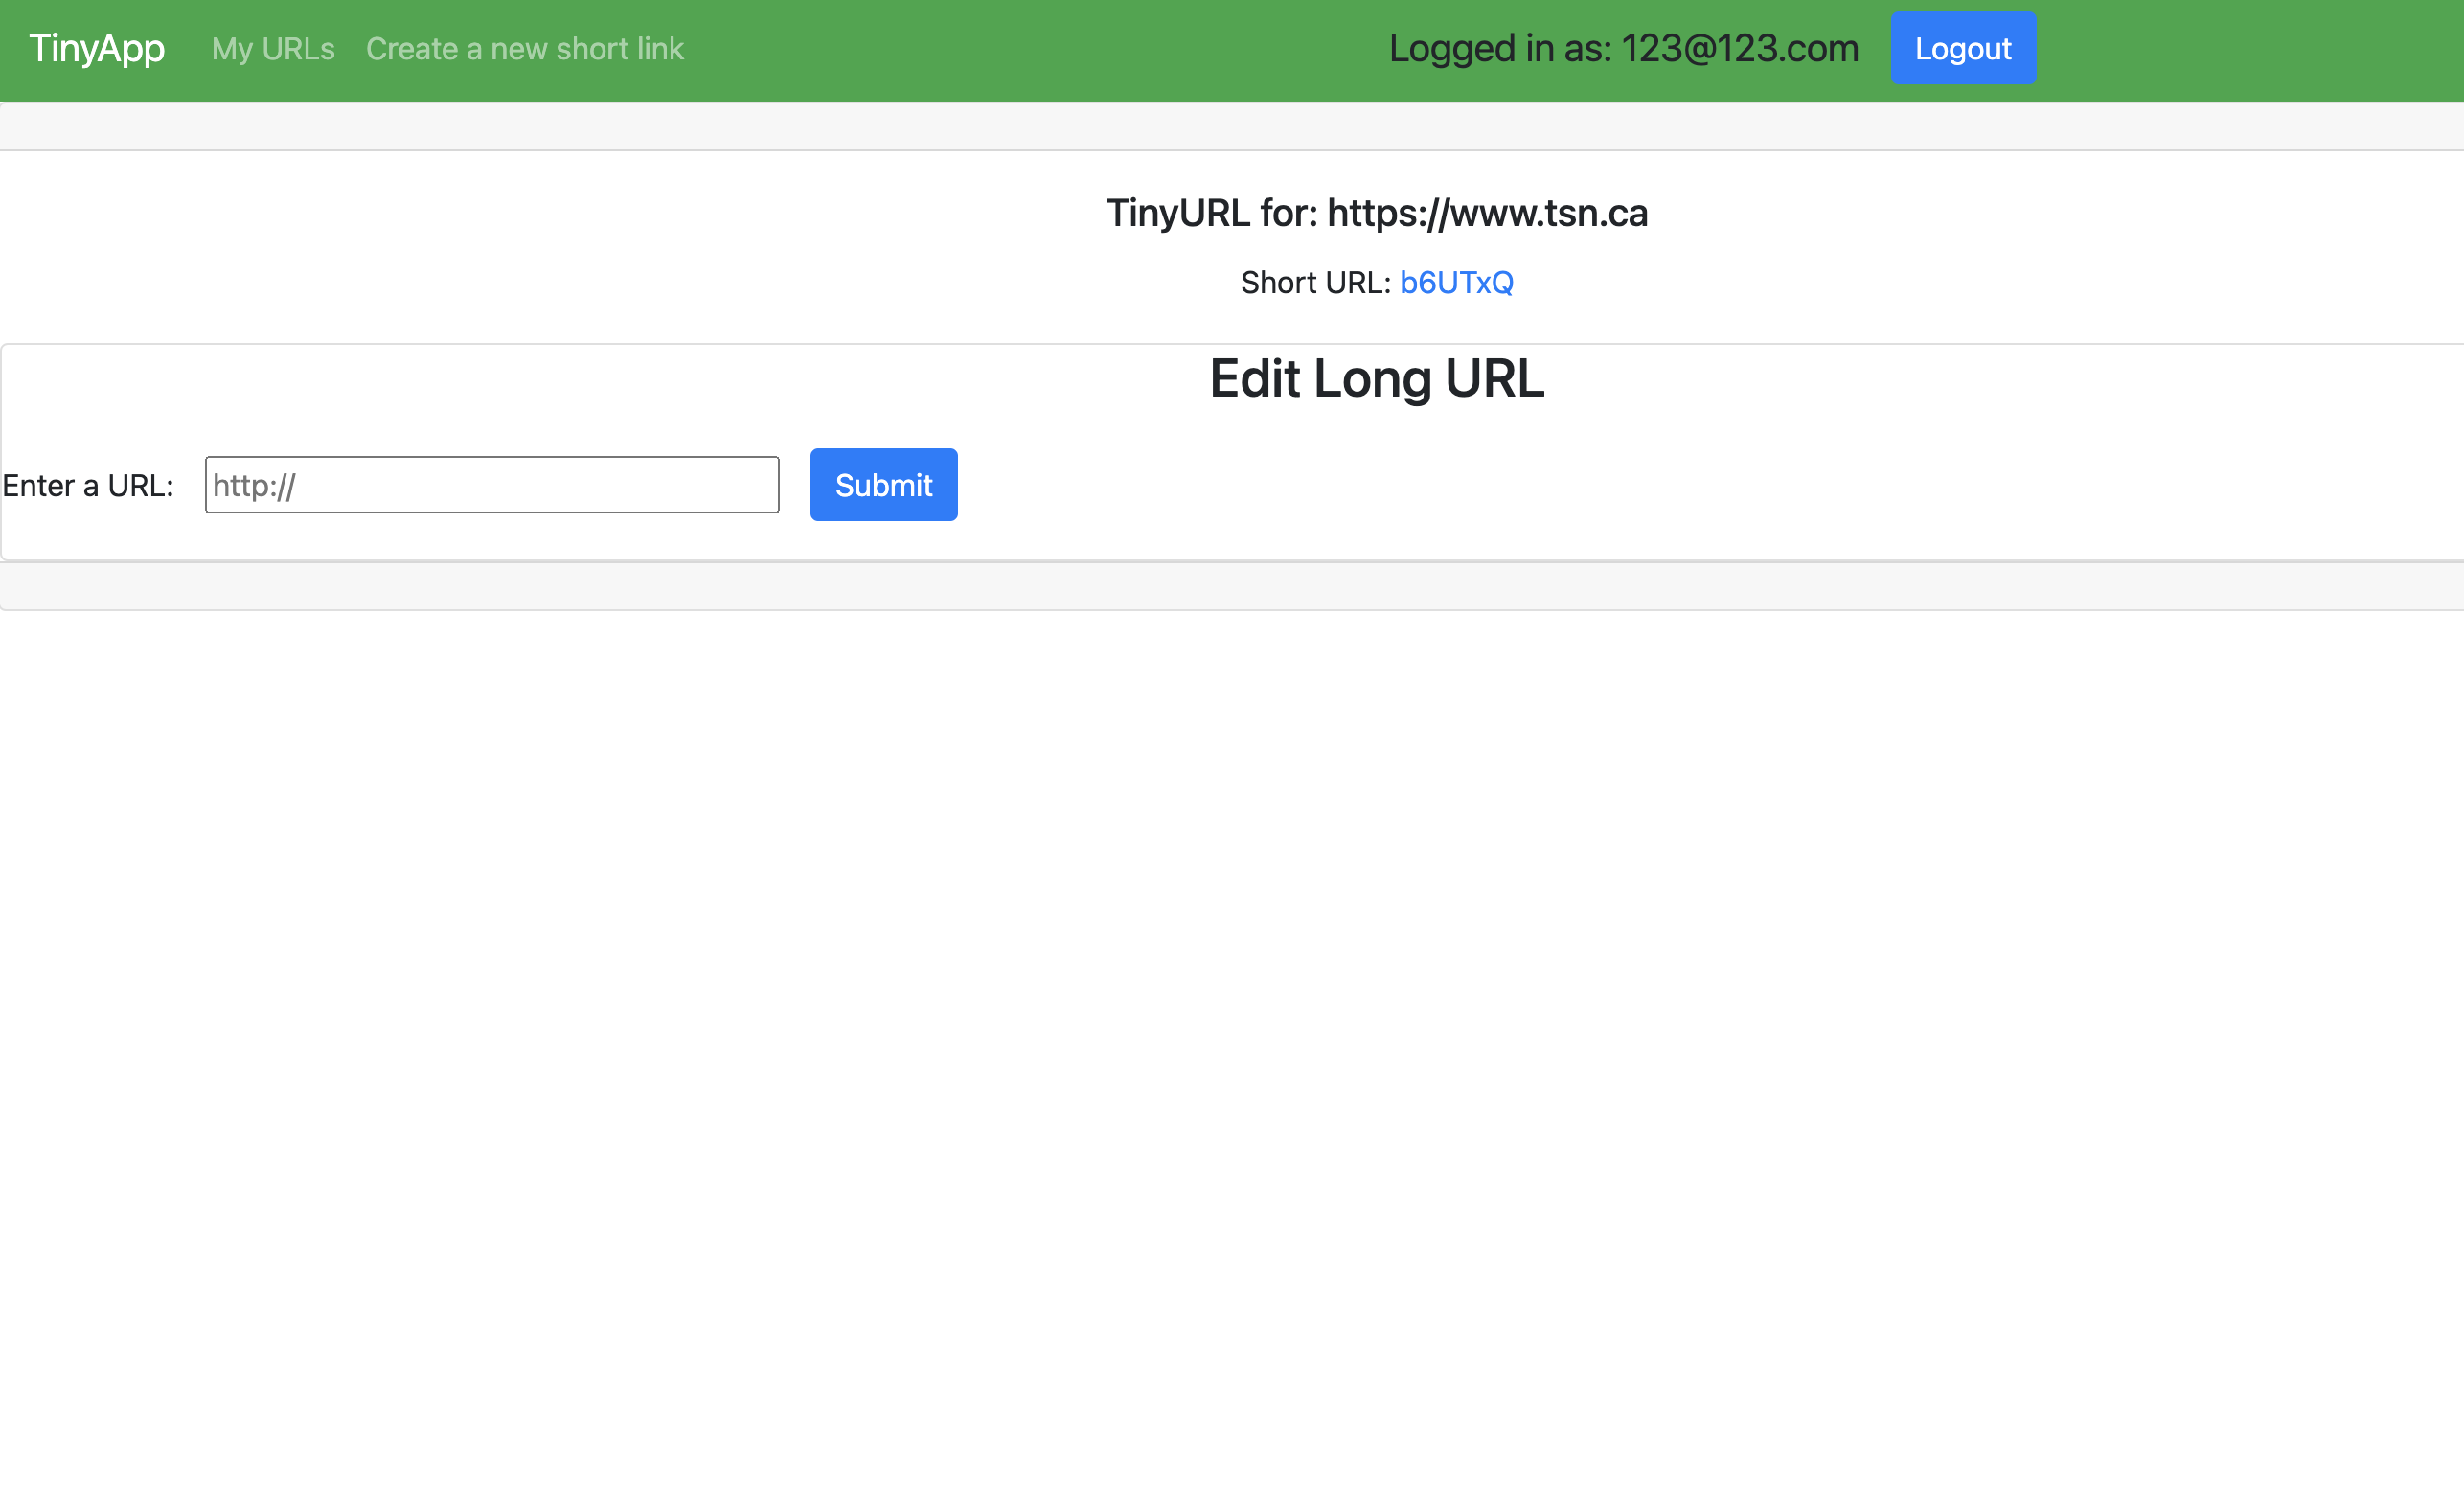 TinyApp My URLs Create a new short link Logged in as: 123@123.com Logout
TinyURL for: https://www.tsn.ca
Short URL: b6UTxQ
Edit Long URL
Enter a URL: http:// Submit